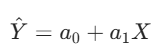 Ŷ = a₀ + a₁X